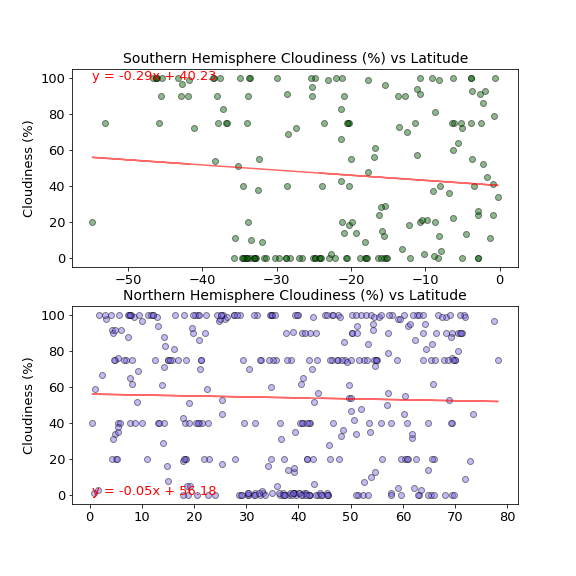 Southern Hemisphere Cloudiness (%) vs Latitude
y = -0.29x + 40.23
Cloudiness (%)
100
80
60
40
20
0
−50 −40 −30 −20 −10 0
Northern Hemisphere Cloudiness (%) vs Latitude
Cloudiness (%)
100
80
60
40
20
0
y = -0.05x + 56.18
0 10 20 30 40 50 60 70 80